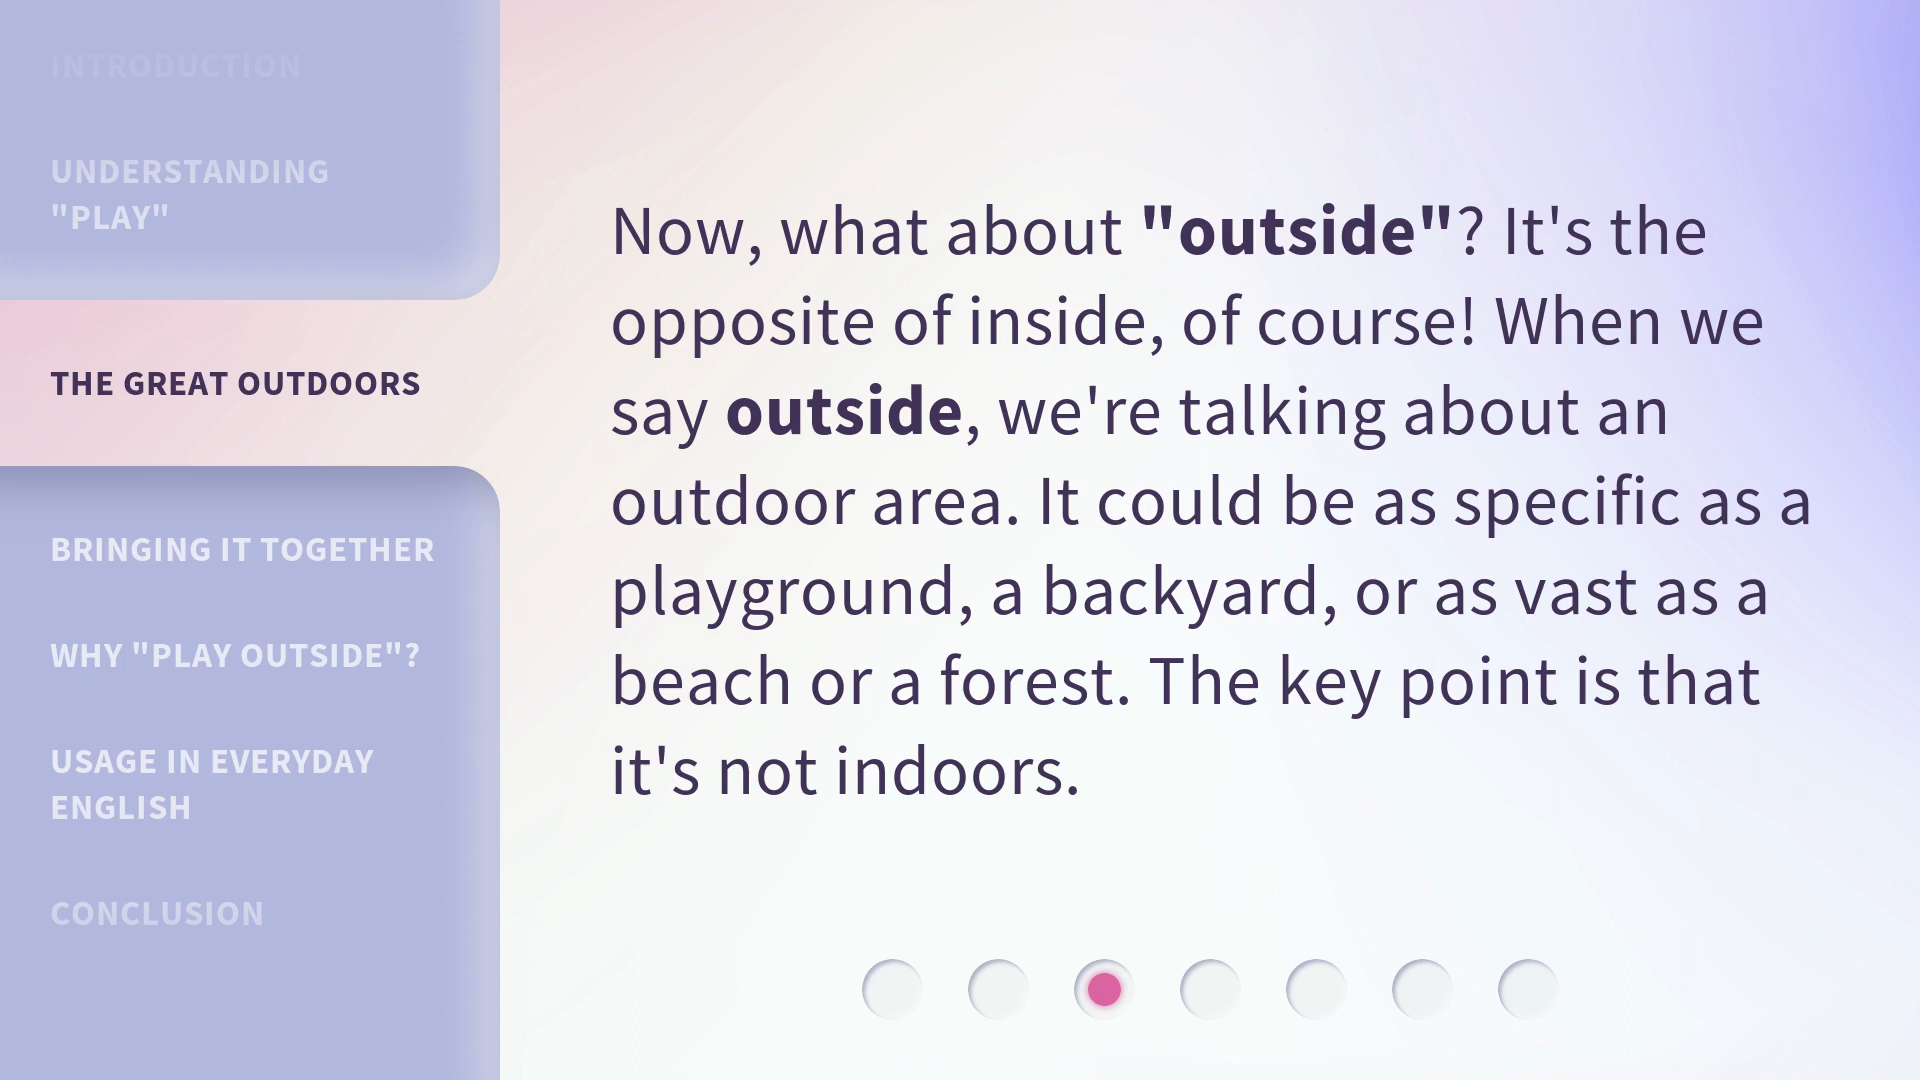 INTRODUCTION
UNDERSTANDING
"PLAY"
THE GREAT OUTDOORS
BRINGING IT TOGETHER
WHY "PLAY OUTSIDE"?
USAGE IN EVERYDAY
ENGLISH
CONCLUSION
Now, what about "outside"? It's the
opposite of inside, of course! When we
say outside, we're talking about an
outdoor area. It could be as specific as a
playground, a backyard, or as vast as a
beach or a forest. The key point is that
it's not indoors.